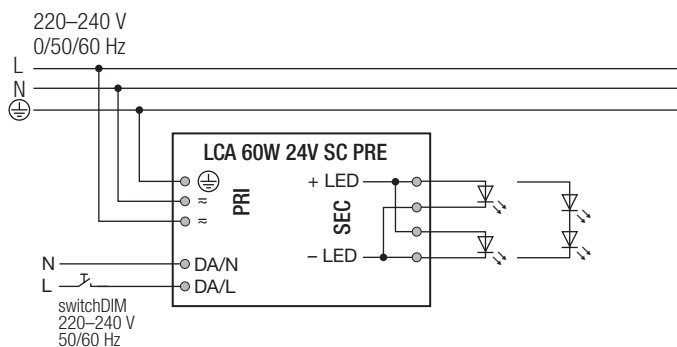 220–240 V
0/50/60 Hz
L
N
LCA 60W 24V SC PRE
PRI
≂
≂
+ LED
SEC
– LED
N
DA/N
L
DA/L
switchDIM
220–240 V
50/60 Hz